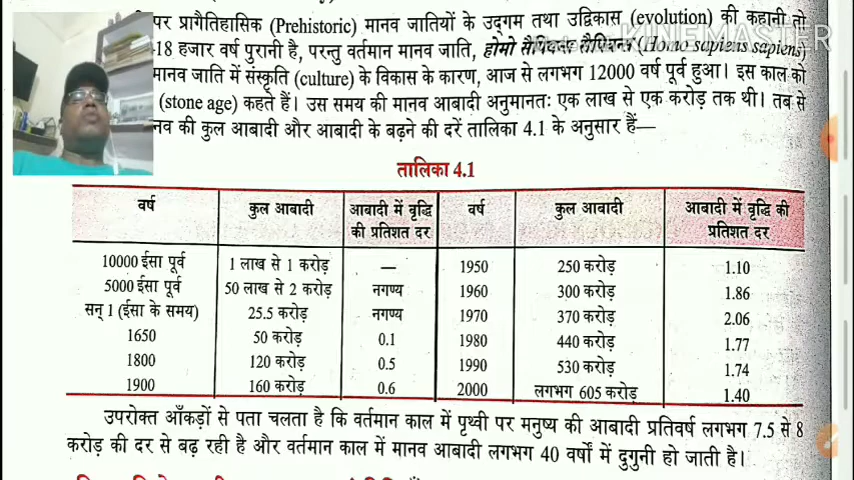 पर प्रागैतिहासिक (Prehistoric) मानव जातियों के उद्गम तथा उद्विकास (evolution) की कहानी तो
18 हजार वर्ष पुरानी है, परन्तु वर्तमान मानव जाति, होमो सैपियन्स सैपियन्स (Homo sapiens sapiens)
मानव जाति में संस्कृति (culture) के विकास के कारण, आज से लगभग 12000 वर्ष पूर्व हुआ। इस काल को
(stone age) कहते हैं। उस समय की मानव आबादी अनुमानतः एक लाख से एक करोड़ तक थी। तब से
की कुल आबादी और आबादी के बढ़ने की दरें तालिका 4.1 के अनुसार हैं—
KINEMASTER
तालिका 4.1
वर्ष कुल आबादी आबादी में वृद्धि की प्रतिशत दर वर्ष कुल आबादी आबादी में वृद्धि की प्रतिशत दर
10000 ईसा पूर्व 1 लाख से 1 करोड़ — 1950 250 करोड़ 1.10
5000 ईसा पूर्व 50 लाख से 2 करोड़ नगण्य 1960 300 करोड़ 1.86
सन् 1 (ईसा के समय) 25.5 करोड़ नगण्य 1970 370 करोड़ 2.06
1650 50 करोड़ 0.1 1980 440 करोड़ 1.77
1800 120 करोड़ 0.5 1990 530 करोड़ 1.74
1900 160 करोड़ 0.6 2000 लगभग 605 करोड़ 1.40
उपरोक्त आँकड़ों से पता चलता है कि वर्तमान काल में पृथ्वी पर मनुष्य की आबादी प्रतिवर्ष लगभग 7.5 से 8
करोड़ की दर से बढ़ रही है और वर्तमान काल में मानव आबादी लगभग 40 वर्षों में दुगुनी हो जाती है।